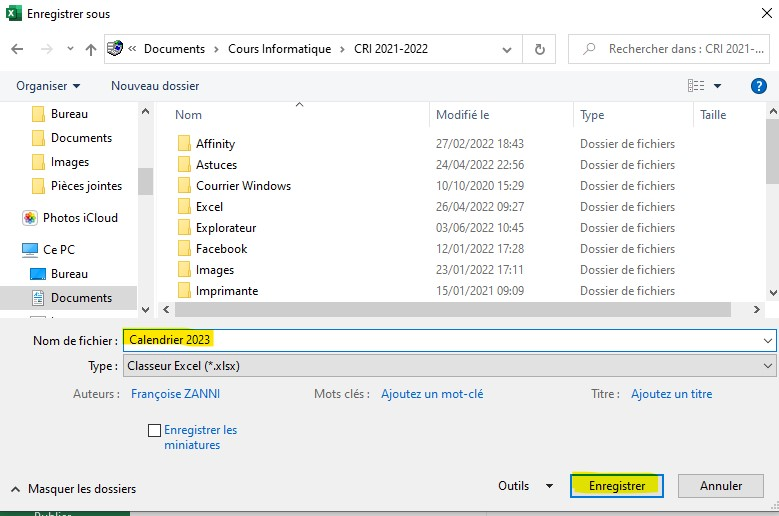 Enregistrer sous
Documents > Cours Informatique > CRI 2021-2022
Rechercher dans : CRI 2021-...
Organiser
Nouveau dossier
?
Bureau
Documents
Images
Pièces jointes
Photos iCloud
Ce PC
Bureau
Documents
Nom Modifié le Type Taille
Affinity 27/02/2022 18:43 Dossier de fichiers
Astuces 24/04/2022 22:56 Dossier de fichiers
Courrier Windows 10/10/2020 15:29 Dossier de fichiers
Excel 26/04/2022 09:27 Dossier de fichiers
Explorateur 03/06/2022 10:45 Dossier de fichiers
Facebook 12/01/2022 17:28 Dossier de fichiers
Images 23/01/2022 17:11 Dossier de fichiers
Imprimante 15/01/2021 09:09 Dossier de fichiers
Nom de fichier : Calendrier 2023
Type : Classeur Excel (*.xlsx)
Auteurs : Françoise ZANNI Mots clés : Ajoutez un mot-clé Titre : Ajoutez un titre
Enregistrer les
miniatures
Masquer les dossiers
Outils
Enregistrer
Annuler